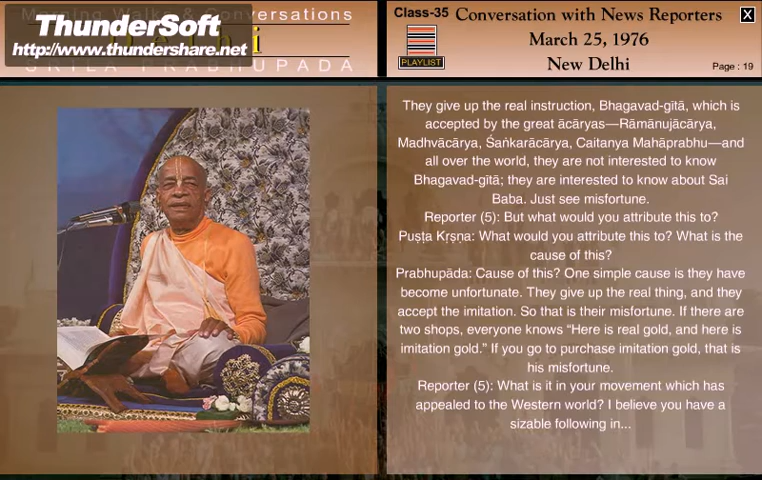 Morning Walks & Conversations
ThunderSoft
http://www.thundershare.net
SRILA PRABHUPADA
Class-35
PLAYLIST
Conversation with News Reporters
March 25, 1976
New Delhi
X
Page : 19
They give up the real instruction, Bhagavad-gītā, which is
accepted by the great ācāryas—Rāmānujācārya,
Madhvācārya, Śaṅkarācārya, Caitanya Mahāprabhu—and
all over the world, they are not interested to know
Bhagavad-gītā; they are interested to know about Sai
Baba. Just see misfortune.
Reporter (5): But what would you attribute this to?
Puṣṭa Kṛṣṇa: What would you attribute this to? What is the
cause of this?
Prabhupāda: Cause of this? One simple cause is they have
become unfortunate. They give up the real thing, and they
accept the imitation. So that is their misfortune. If there are
two shops, everyone knows “Here is real gold, and here is
imitation gold.” If you go to purchase imitation gold, that is
his misfortune.
Reporter (5): What is it in your movement which has
appealed to the Western world? I believe you have a
sizable following in...